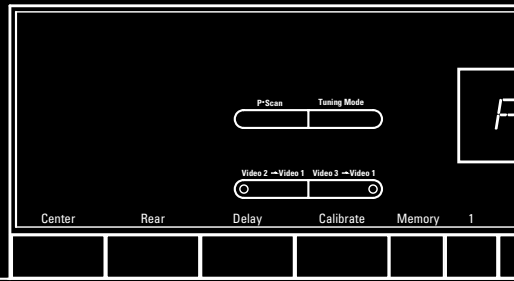 P•Scan Tuning Mode
Video 2 →Video 1 Video 3 →Video 1
Center Rear Delay Calibrate Memory 1